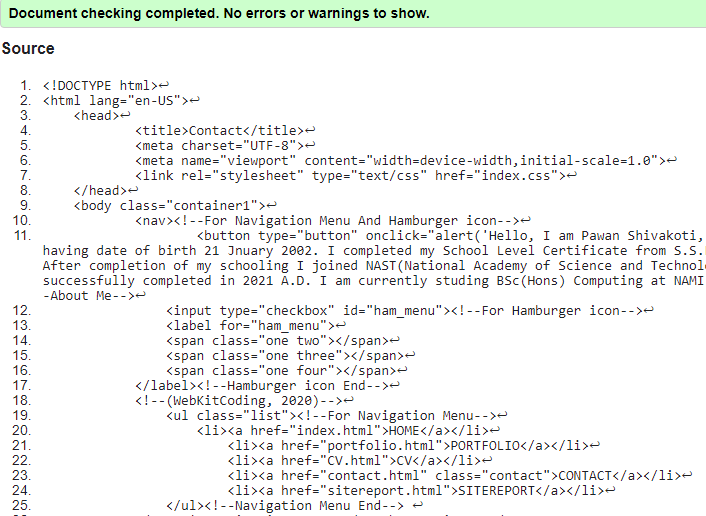 Document checking completed. No errors or warnings to show.
Source
1. <!DOCTYPE html>↩
2. <html lang="en-US">↩
3. <head>↩
4. <title>Contact</title>↩
5. <meta charset="UTF-8">↩
6. <meta name="viewport" content="width=device-width,initial-scale=1.0">↩
7. <link rel="stylesheet" type="text/css" href="index.css">↩
8. </head>↩
9. <body class="container1">↩
10. <nav><!--For Navigation Menu And Hamburger icon-->↩
11. <button type="button" onclick="alert('Hello, I am Pawan Shivakoti,
having date of birth 21 Jnuary 2002. I completed my School Level Certificate from S.S.
After completion of my schooling I joined NAST(National Academy of Science and Technol
successfully completed in 2021 A.D. I am currently studing BSc(Hons) Computing at NAMI
-About Me-->↩
12. <input type="checkbox" id="ham_menu"><!--For Hamburger icon-->↩
13. <label for="ham_menu">↩
14. <span class="one two"></span>↩
15. <span class="one three"></span>↩
16. <span class="one four"></span>↩
17. </label><!--Hamburger icon End-->↩
18. <!--(WebKitCoding, 2020)-->↩
19. <ul class="list"><!--For Navigation Menu-->↩
20. <li><a href="index.html">HOME</a></li>↩
21. <li><a href="portfolio.html">PORTFOLIO</a></li>↩
22. <li><a href="CV.html">CV</a></li>↩
23. <li><a href="contact.html" class="contact">CONTACT</a></li>↩
24. <li><a href="sitereport.html">SITEREPORT</a></li>↩
25. </ul><!--Navigation Menu End--> ↩